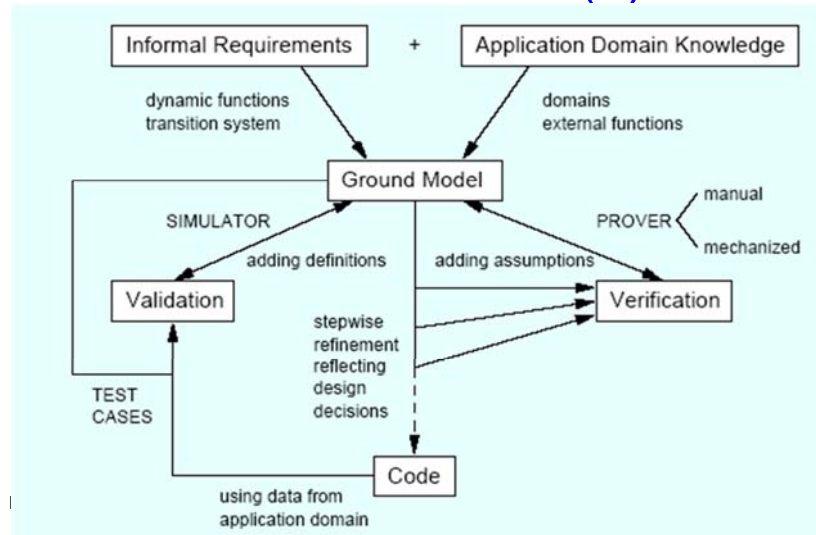 Informal Requirements + Application Domain Knowledge
dynamic functions
transition system
domains
external functions
Ground Model
manual
SIMULATOR
PROVER
mechanized
adding definitions
adding assumptions
Validation
Verification
stepwise
refinement
reflecting
design
decisions
TEST
CASES
Code
using data from
application domain